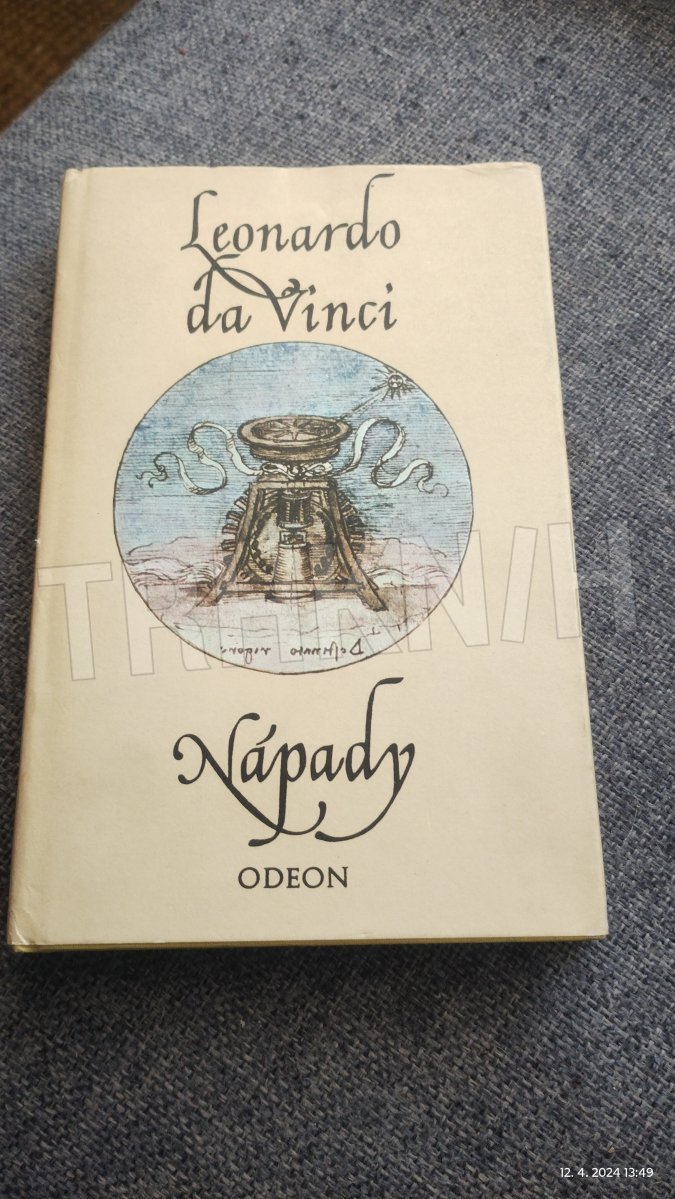 Leonardo
da Vinci
Nápady
ODEON
12. 4. 2024 13:49